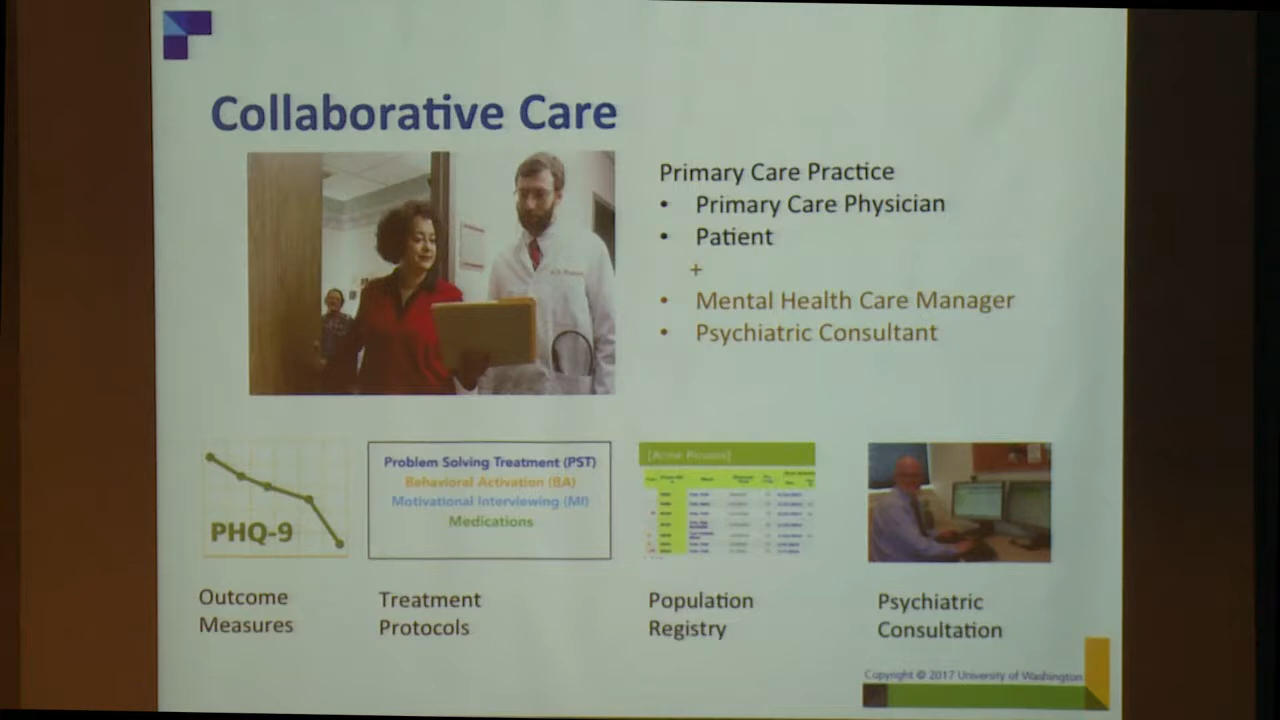 Collaborative Care
Primary Care Practice
• Primary Care Physician
• Patient
+
• Mental Health Care Manager
• Psychiatric Consultant
PHQ-9
Problem Solving Treatment (PST)
Behavioral Activation (BA)
Motivational Interviewing (MI)
Medications
Outcome
Measures
Treatment
Protocols
Population
Registry
Psychiatric
Consultation
Copyright © 2017 University of Washington